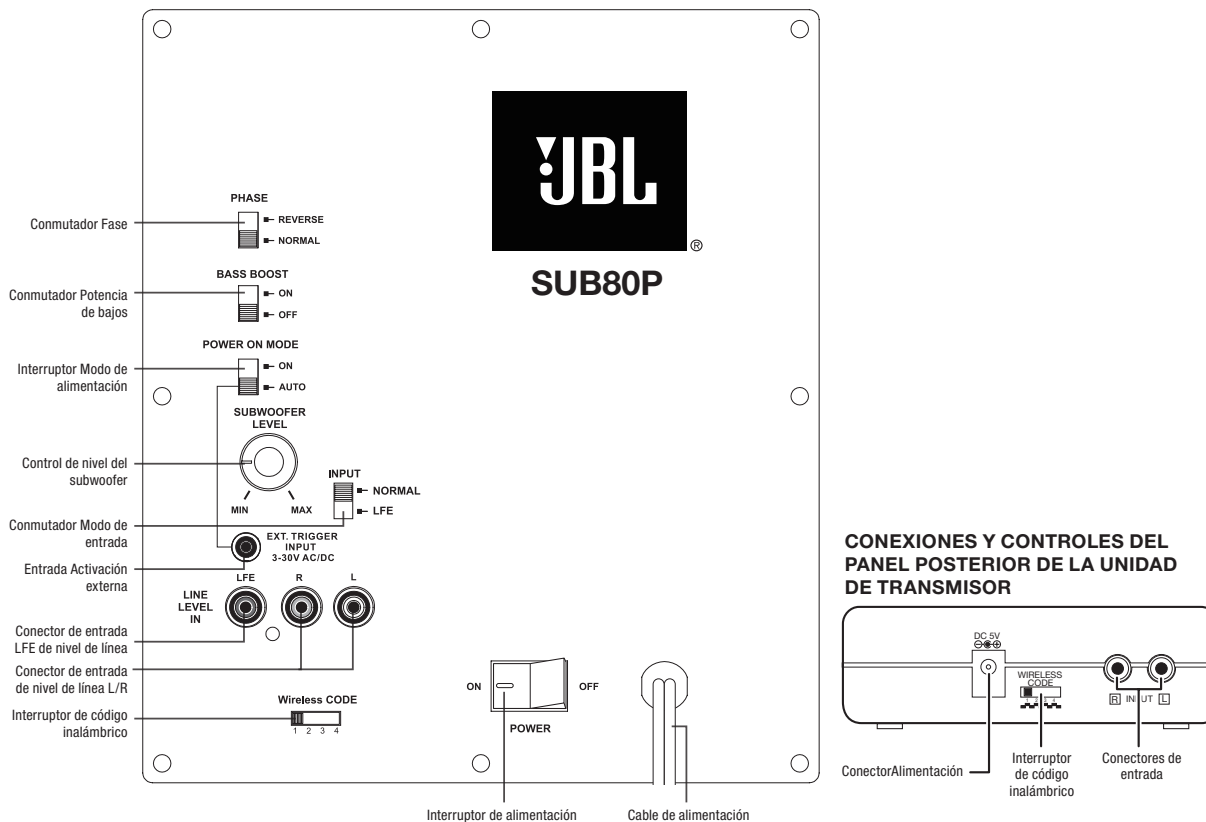 JBL
®
SUB80P
PHASE
REVERSE
NORMAL
Conmutador Fase
BASS BOOST
ON
OFF
Conmutador Potencia
de bajos
POWER ON MODE
ON
AUTO
Interruptor Modo de
alimentación
SUBWOOFER
LEVEL
MIN
MAX
Control de nivel del
subwoofer
INPUT
NORMAL
LFE
Conmutador Modo de
entrada
EXT. TRIGGER
INPUT
3-30V AC/DC
Entrada Activación
externa
LINE
LEVEL
IN
LFE
R
L
Conector de entrada
LFE de nivel de línea
Conector de entrada
de nivel de línea L/R
Wireless CODE
1 2 3 4
Interruptor de código
inalámbrico
ON
OFF
POWER
Interruptor de alimentación
Cable de alimentación
CONEXIONES Y CONTROLES DEL
PANEL POSTERIOR DE LA UNIDAD
DE TRANSMISOR
DC 5V
WIRELESS
CODE
R INPUT L
ConectorAlimentación
Interruptor
de código
inalámbrico
Conectores de
entrada